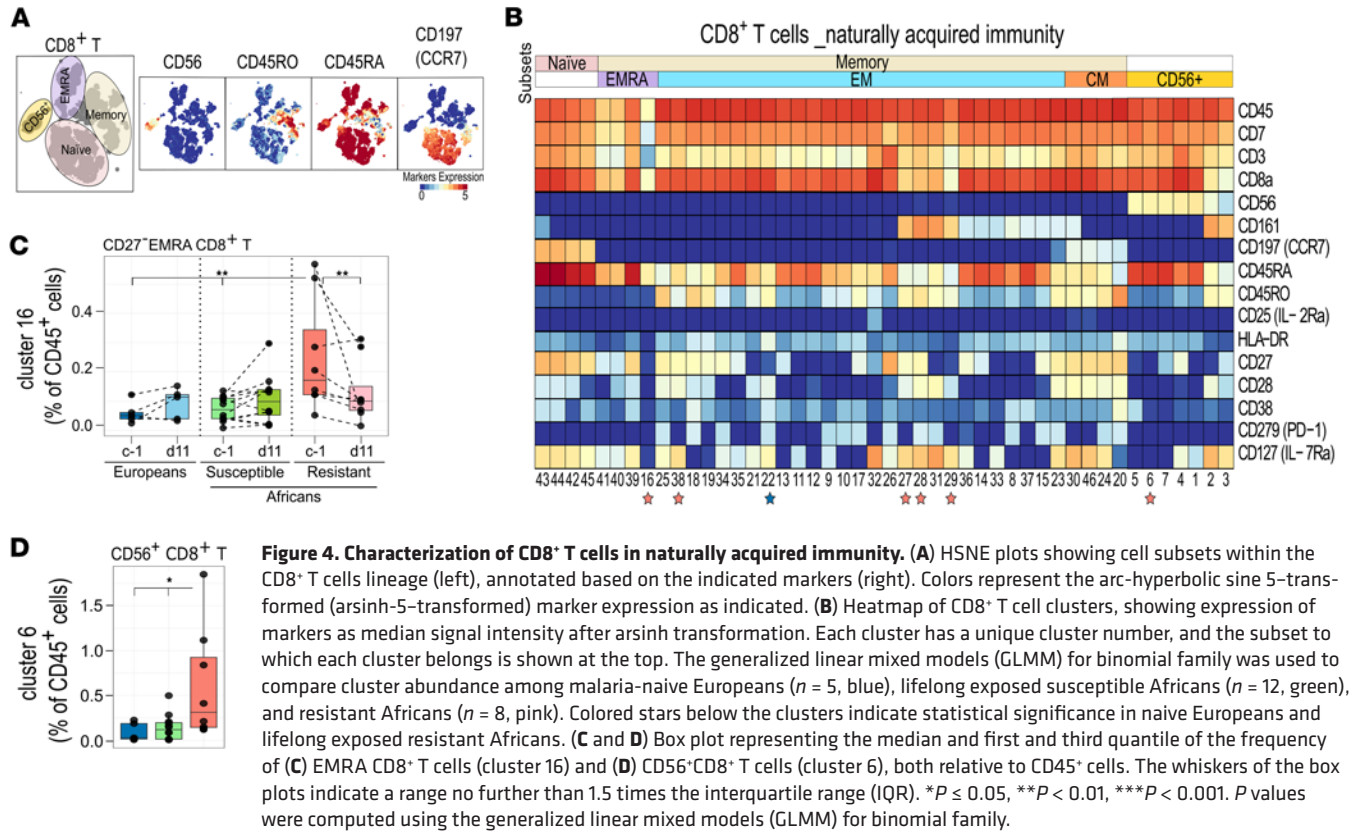 A
CD8⁺ T
EMRA
CD56⁺
Memory
Naïve
CD56
CD45RO
CD45RA
CD197
(CCR7)
Markers Expression
0 5
B
CD8⁺ T cells _naturally acquired immunity
Subsets
Naïve
Memory
EMRA
EM
CM
CD56+
CD45
CD7
CD3
CD8a
CD56
CD161
CD197 (CCR7)
CD45RA
CD45RO
CD25 (IL−2Ra)
HLA−DR
CD27
CD28
CD38
CD279 (PD−1)
CD127 (IL−7Ra)
43 44 42 45 41 40 39 16 25 38 18 19 34 35 21 22 13 11 12 9 10 17 32 26 27 28 31 29 36 14 33 8 37 15 23 30 46 24 20 5 6 7 4 1 2 3
C
CD27⁻EMRA CD8⁺ T
cluster 16
(% of CD45⁺ cells)
0.4
0.2
0.0
** **
c-1 d11 c-1 d11 c-1 d11
Europeans Susceptible Resistant
Africans
D
CD56⁺ CD8⁺ T
cluster 6
(% of CD45⁺ cells)
*
1.5
1.0
0.5
0.0
Figure 4. Characterization of CD8⁺ T cells in naturally acquired immunity. (A) HSNE plots showing cell subsets within the
CD8⁺ T cells lineage (left), annotated based on the indicated markers (right). Colors represent the arc-hyperbolic sine 5–trans-
formed (arsinh-5–transformed) marker expression as indicated. (B) Heatmap of CD8⁺ T cell clusters, showing expression of
markers as median signal intensity after arsinh transformation. Each cluster has a unique cluster number, and the subset to
which each cluster belongs is shown at the top. The generalized linear mixed models (GLMM) for binomial family was used to
compare cluster abundance among malaria-naive Europeans (n = 5, blue), lifelong exposed susceptible Africans (n = 12, green),
and resistant Africans (n = 8, pink). Colored stars below the clusters indicate statistical significance in naive Europeans and
lifelong exposed resistant Africans. (C and D) Box plot representing the median and first and third quantile of the frequency
of (C) EMRA CD8⁺ T cells (cluster 16) and (D) CD56⁺CD8⁺ T cells (cluster 6), both relative to CD45⁺ cells. The whiskers of the box
plots indicate a range no further than 1.5 times the interquartile range (IQR). *P ≤ 0.05, **P < 0.01, ***P < 0.001. P values
were computed using the generalized linear mixed models (GLMM) for binomial family.